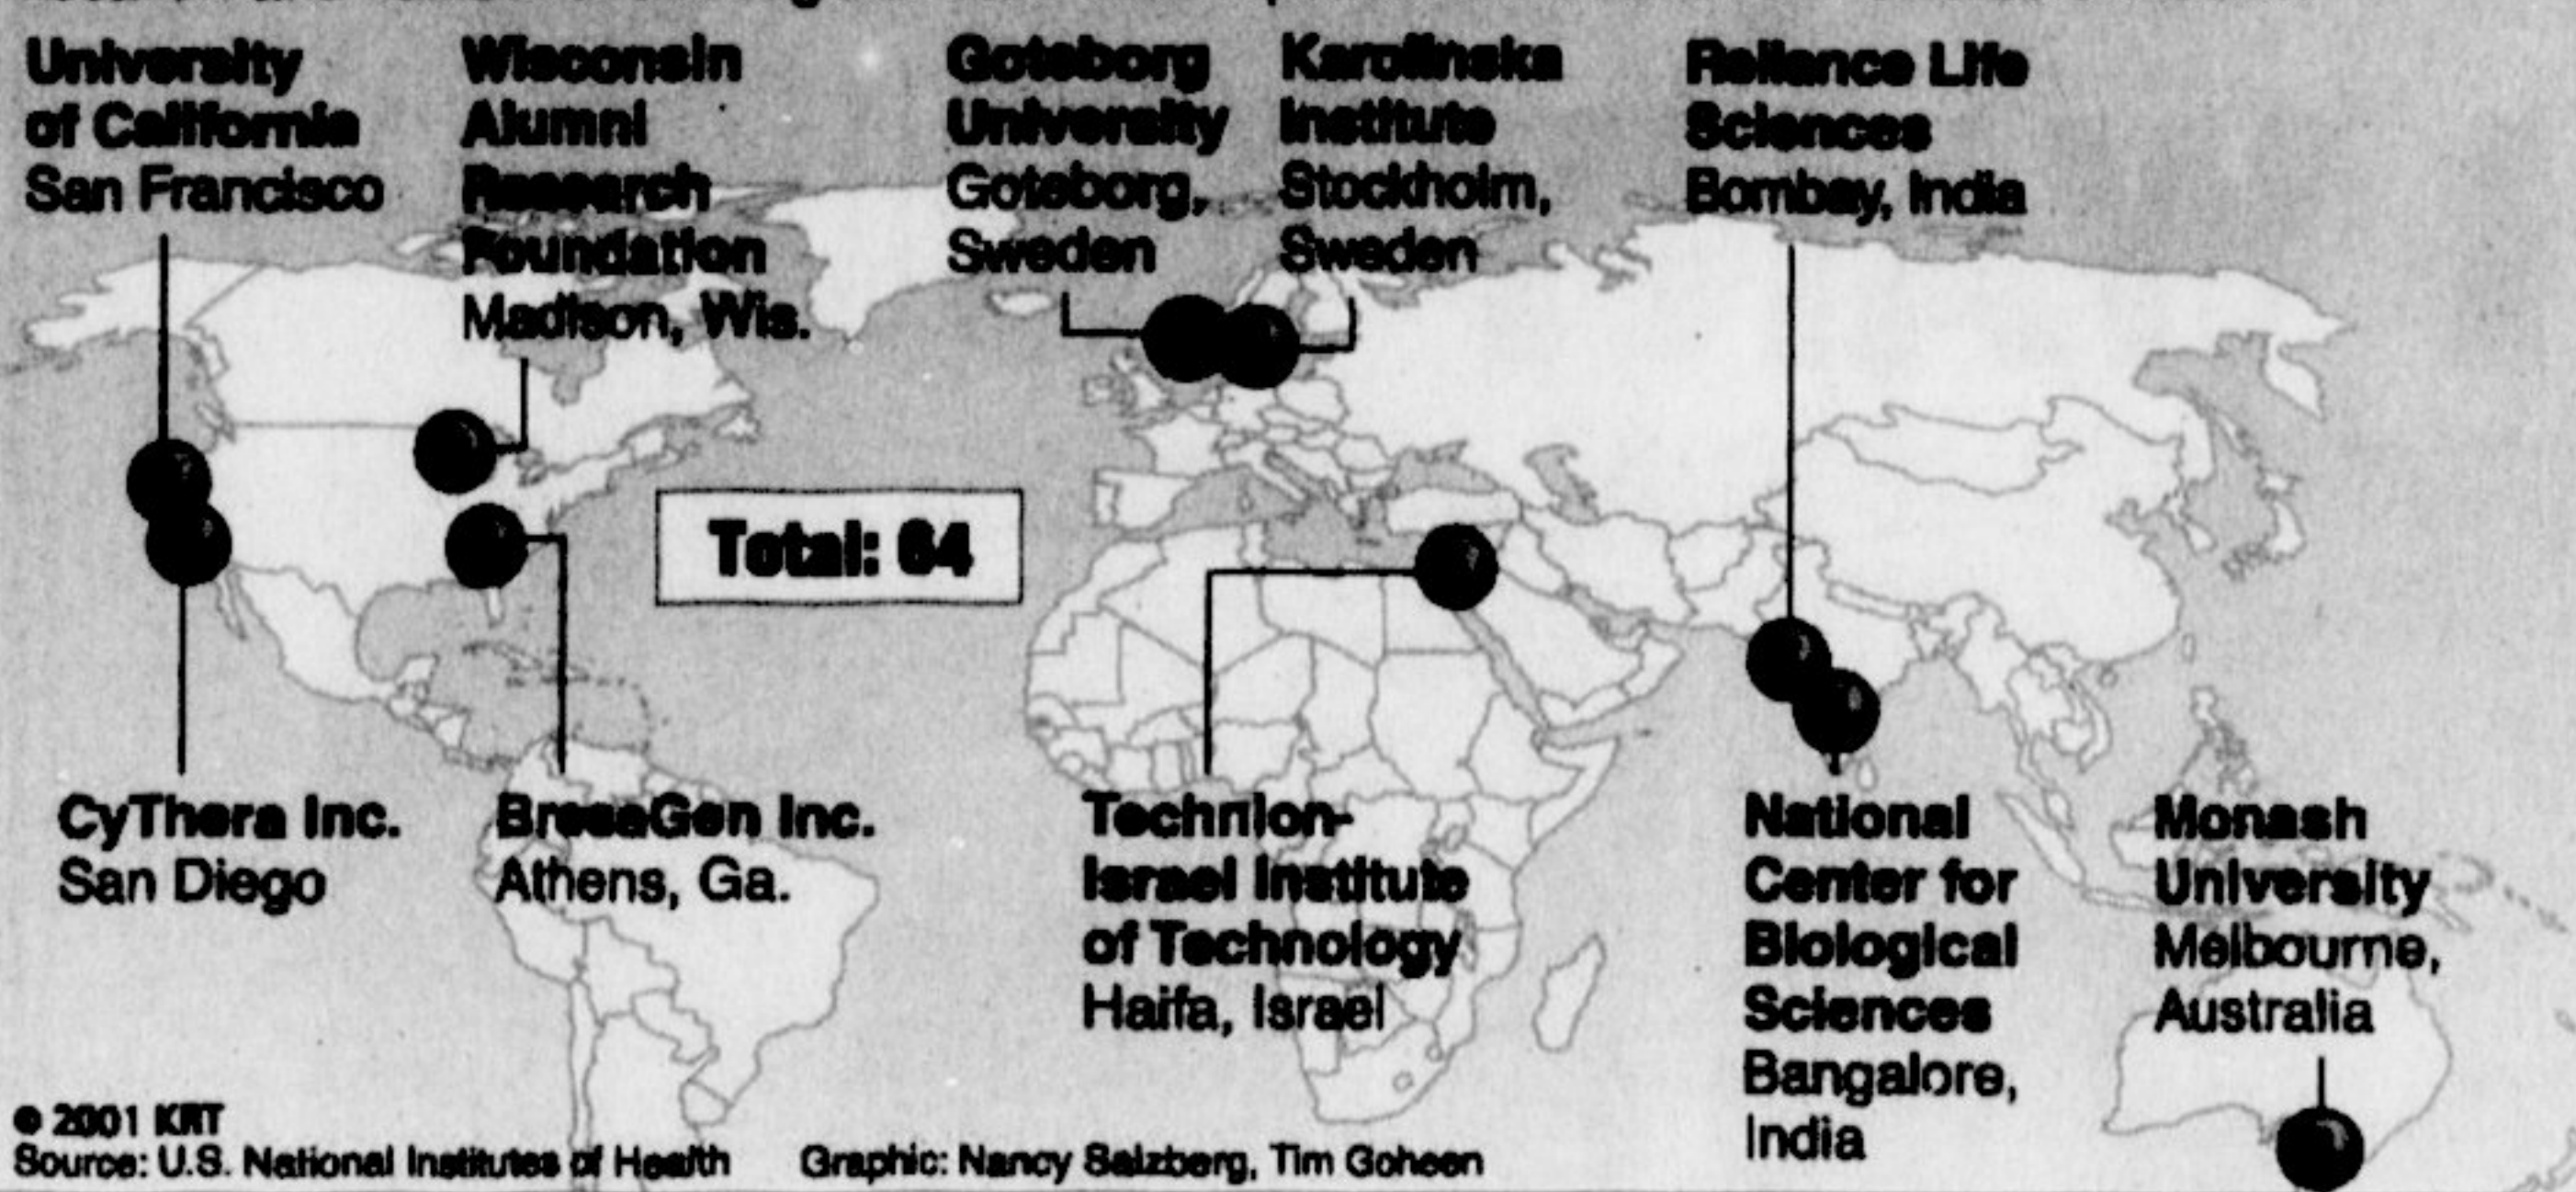 University
of California
San Francisco
Wisconsin
Alumni
Research
Foundation
Madison, Wis.
Goteborg
University
Goteborg,
Sweden
Karolinska
Institute
Stockholm,
Sweden
Reliance Life
Sciences
Bombay, India
Total: 64
CyThera Inc.
San Diego
BresaGen Inc.
Athens, Ga.
Technion-
Israel Institute
of Technology
Haifa, Israel
National
Center for
Biological
Sciences
Bangalore,
India
Monash
University
Melbourne,
Australia
© 2001 KRT
Source: U.S. National Institutes of Health
Graphic: Nancy Salzberg, Tim Goheen